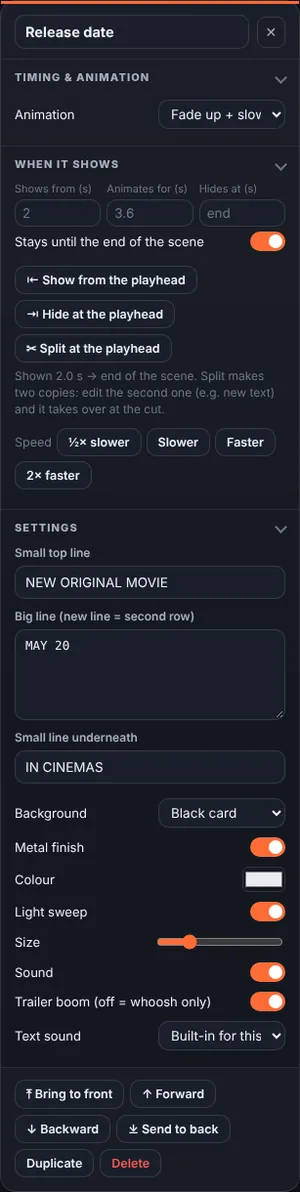 Release date
×
TIMING & ANIMATION
Animation Fade up + slow
WHEN IT SHOWS
Shows from (s) Animates for (s) Hides at (s)
2 3.6 end
Stays until the end of the scene
⇤ Show from the playhead
⇥ Hide at the playhead
✂ Split at the playhead
Shown 2.0 s → end of the scene. Split makes
two copies: edit the second one (e.g. new text)
and it takes over at the cut.
Speed ½× slower Slower Faster
2× faster
SETTINGS
Small top line
NEW ORIGINAL MOVIE
Big line (new line = second row)
MAY 20
Small line underneath
IN CINEMAS
Background Black card
Metal finish
Colour
Light sweep
Size
Sound
Trailer boom (off = whoosh only)
Text sound Built-in for this
⤒ Bring to front ↑ Forward
↓ Backward ⤓ Send to back
Duplicate Delete